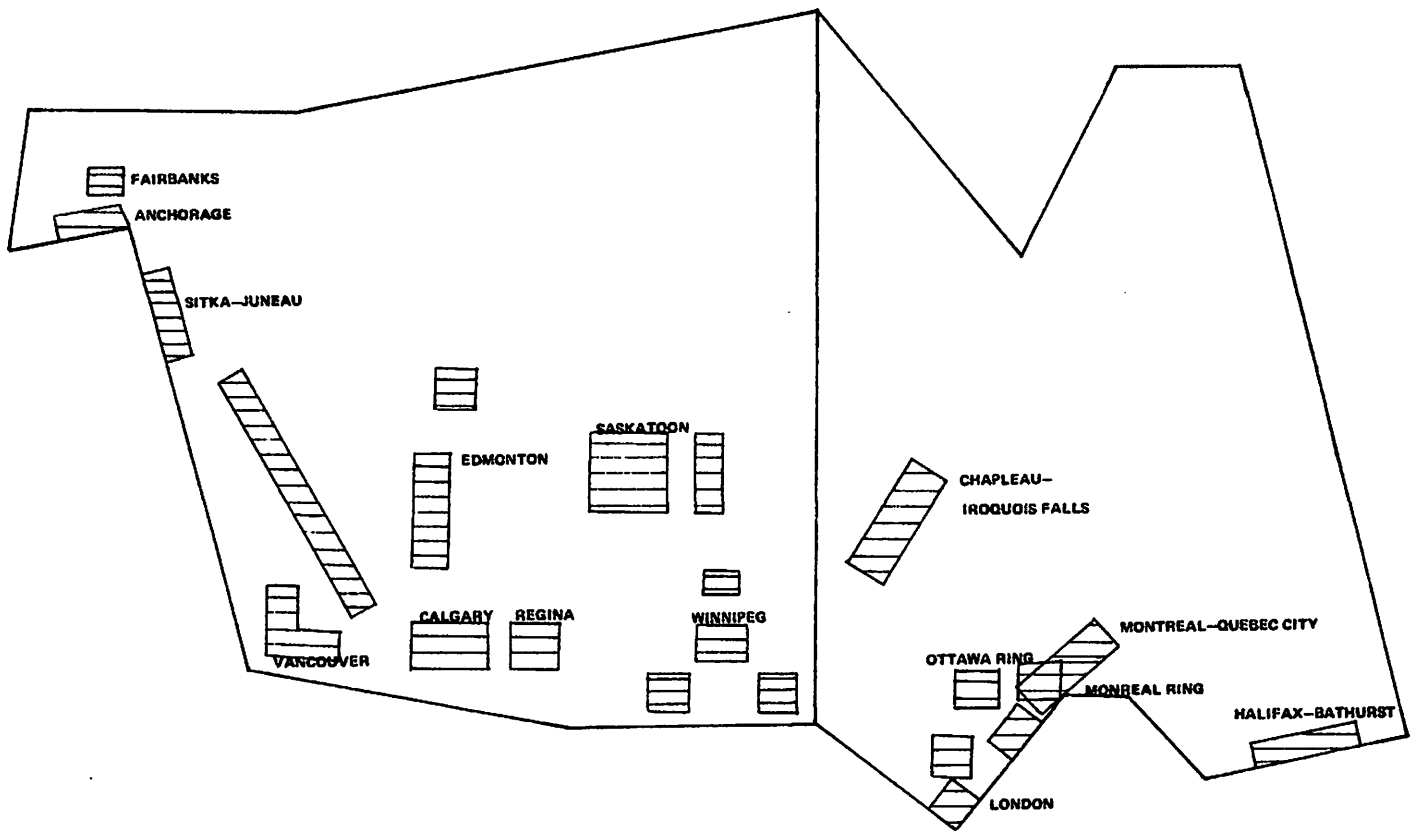 FAIRBANKS
ANCHORAGE
SITKA–JUNEAU
SASKATOON
EDMONTON
CHAPLEAU–
IROQUOIS FALLS
CALGARY
REGINA
WINNIPEG
MONTREAL–QUEBEC CITY
VANCOUVER
OTTAWA RING
MONREAL RING
HALIFAX–BATHURST
LONDON